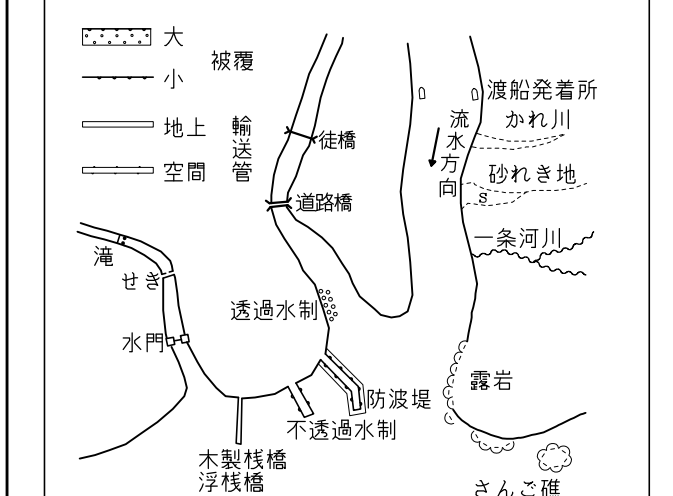 大
被覆
小
地上
輸送管
空間
渡船発着所
流水方向
かれ川
徒橋
砂れき地
s
道路橋
一条河川
滝
せき
透過水制
水門
露岩
防波堤
不透過水制
木製桟橋
浮桟橋
さんご礁